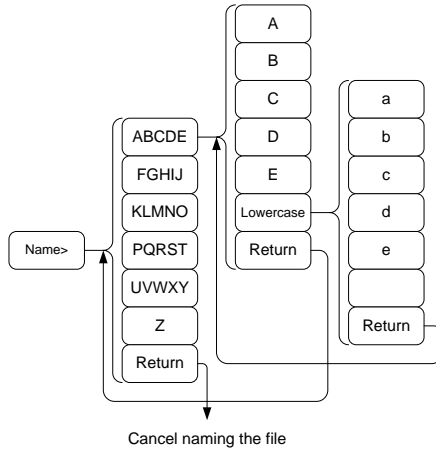 Name>
ABCDE
FGHIJ
KLMNO
PQRST
UVWXY
Z
Return
A
B
C
D
E
Lowercase
Return
a
b
c
d
e
Return
Cancel naming the file